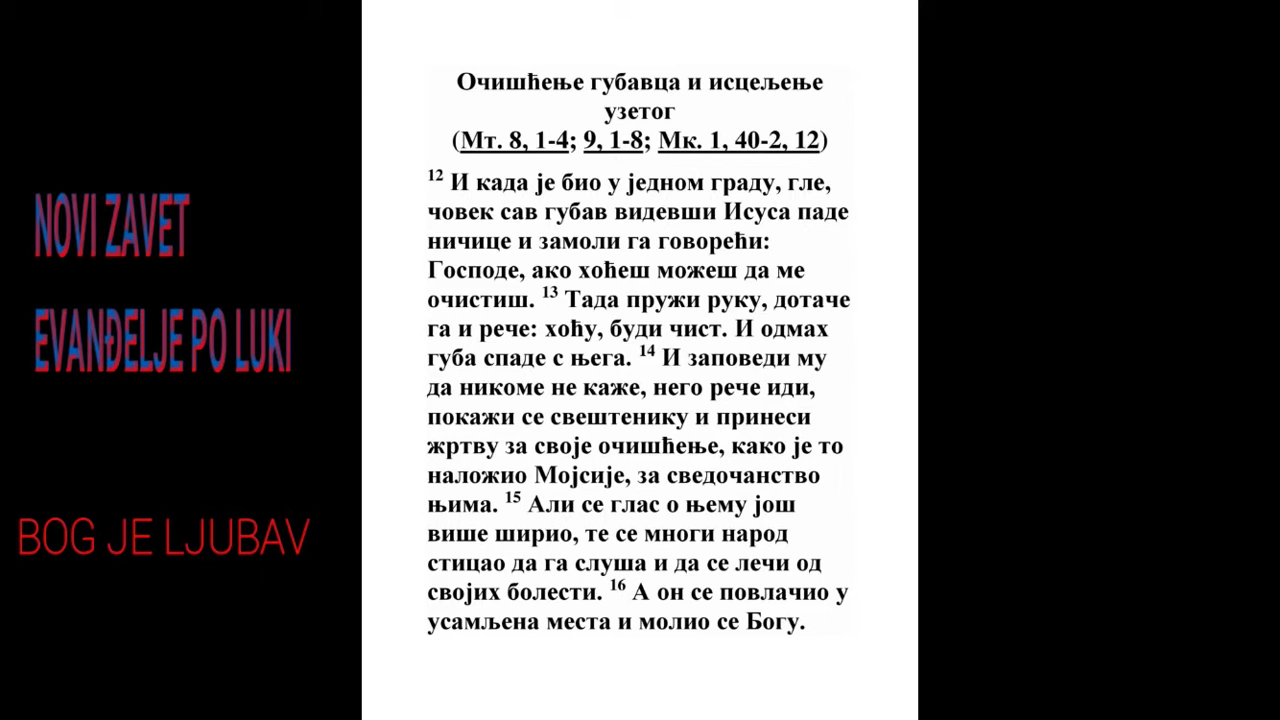 NOVI ZAVET
EVANĐELJE PO LUKI
BOG JE LJUBAV
Очишћење губавца и исцељење
узетог
(Мт. 8, 1-4; 9, 1-8; Мк. 1, 40-2, 12)
12 И када је био у једном граду, гле,
човек сав губав видевши Исуса паде
ничице и замоли га говорећи:
Господе, ако хоћеш можеш да ме
очистиш. 13 Тада пружи руку, дотаче
га и рече: хоћу, буди чист. И одмах
губа спаде с њега. 14 И заповеди му
да никоме не каже, него рече иди,
покажи се свештенику и принеси
жртву за своје очишћење, како је то
наложио Мојсије, за сведочанство
њима. 15 Али се глас о њему још
више ширио, те се многи народ
стицао да га слуша и да се лечи од
својих болести. 16 А он се повлачио у
усамљена места и молио се Богу.